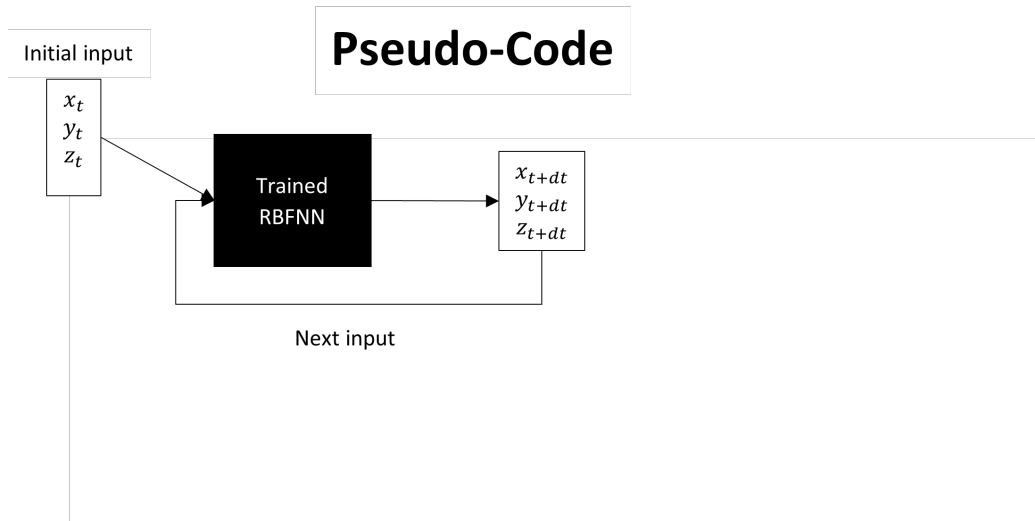 Pseudo-Code
Initial input
x_t
y_t
z_t
Trained
RBFNN
x_{t+dt}
y_{t+dt}
z_{t+dt}
Next input